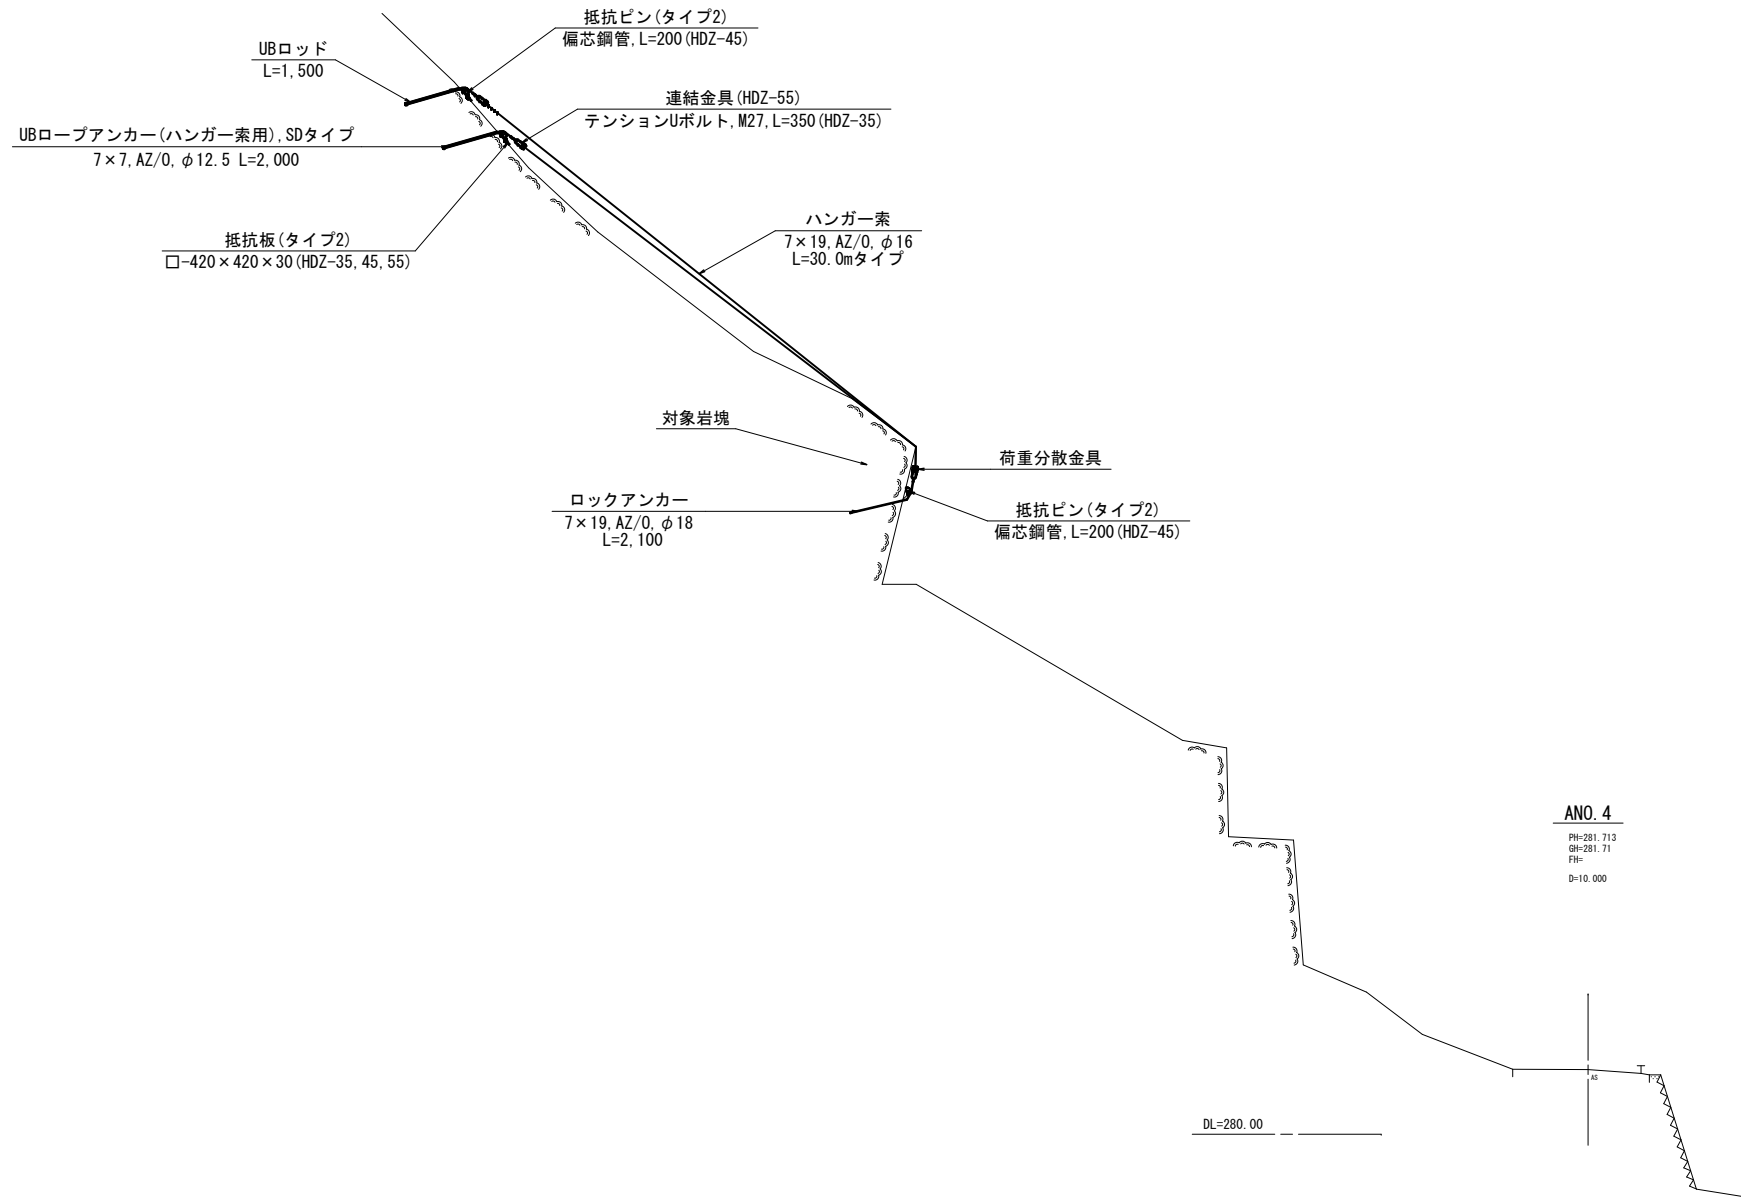 抵抗ピン(タイプ2)
偏芯鋼管, L=200(HDZ-45)
UBロッド
L=1,500
連結金具(HDZ-55)
テンションUボルト, M27, L=350(HDZ-35)
UBロープアンカー(ハンガー索用), SDタイプ
7×7, AZ/O, φ12.5 L=2,000
抵抗板(タイプ2)
□-420×420×30(HDZ-35, 45, 55)
ハンガー索
7×19, AZ/O, φ16
L=30.0mタイプ
対象岩塊
荷重分散金具
ロックアンカー
7×19, AZ/O, φ18
L=2,100
抵抗ピン(タイプ2)
偏芯鋼管, L=200(HDZ-45)
ANO.4
PH=281.713
GH=281.71
FH=
D=10.000
AS
DL=280.00